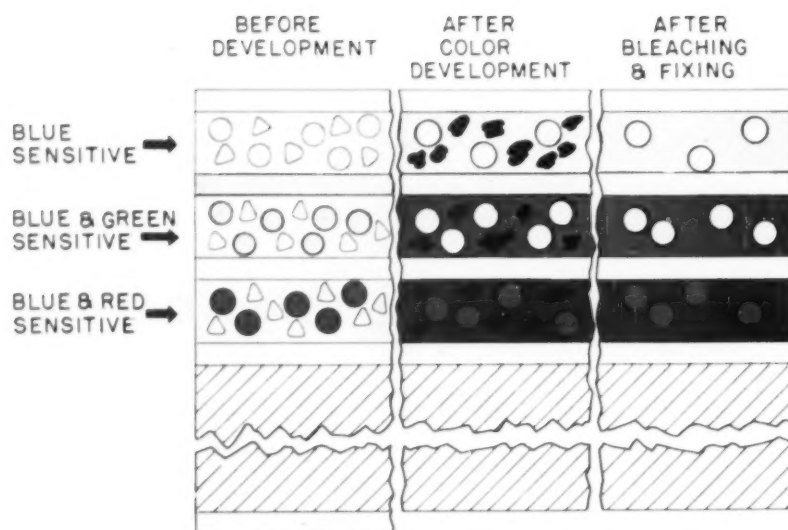 BEFORE
DEVELOPMENT
AFTER
COLOR
DEVELOPMENT
AFTER
BLEACHING
& FIXING
BLUE
SENSITIVE
BLUE & GREEN
SENSITIVE
BLUE & RED
SENSITIVE